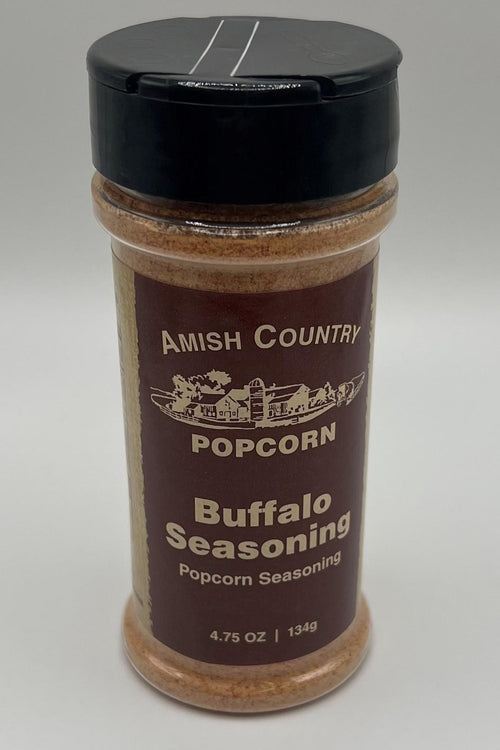 AMISH COUNTRY
POPCORN
Buffalo
Seasoning
Popcorn Seasoning
4.75 OZ | 134g